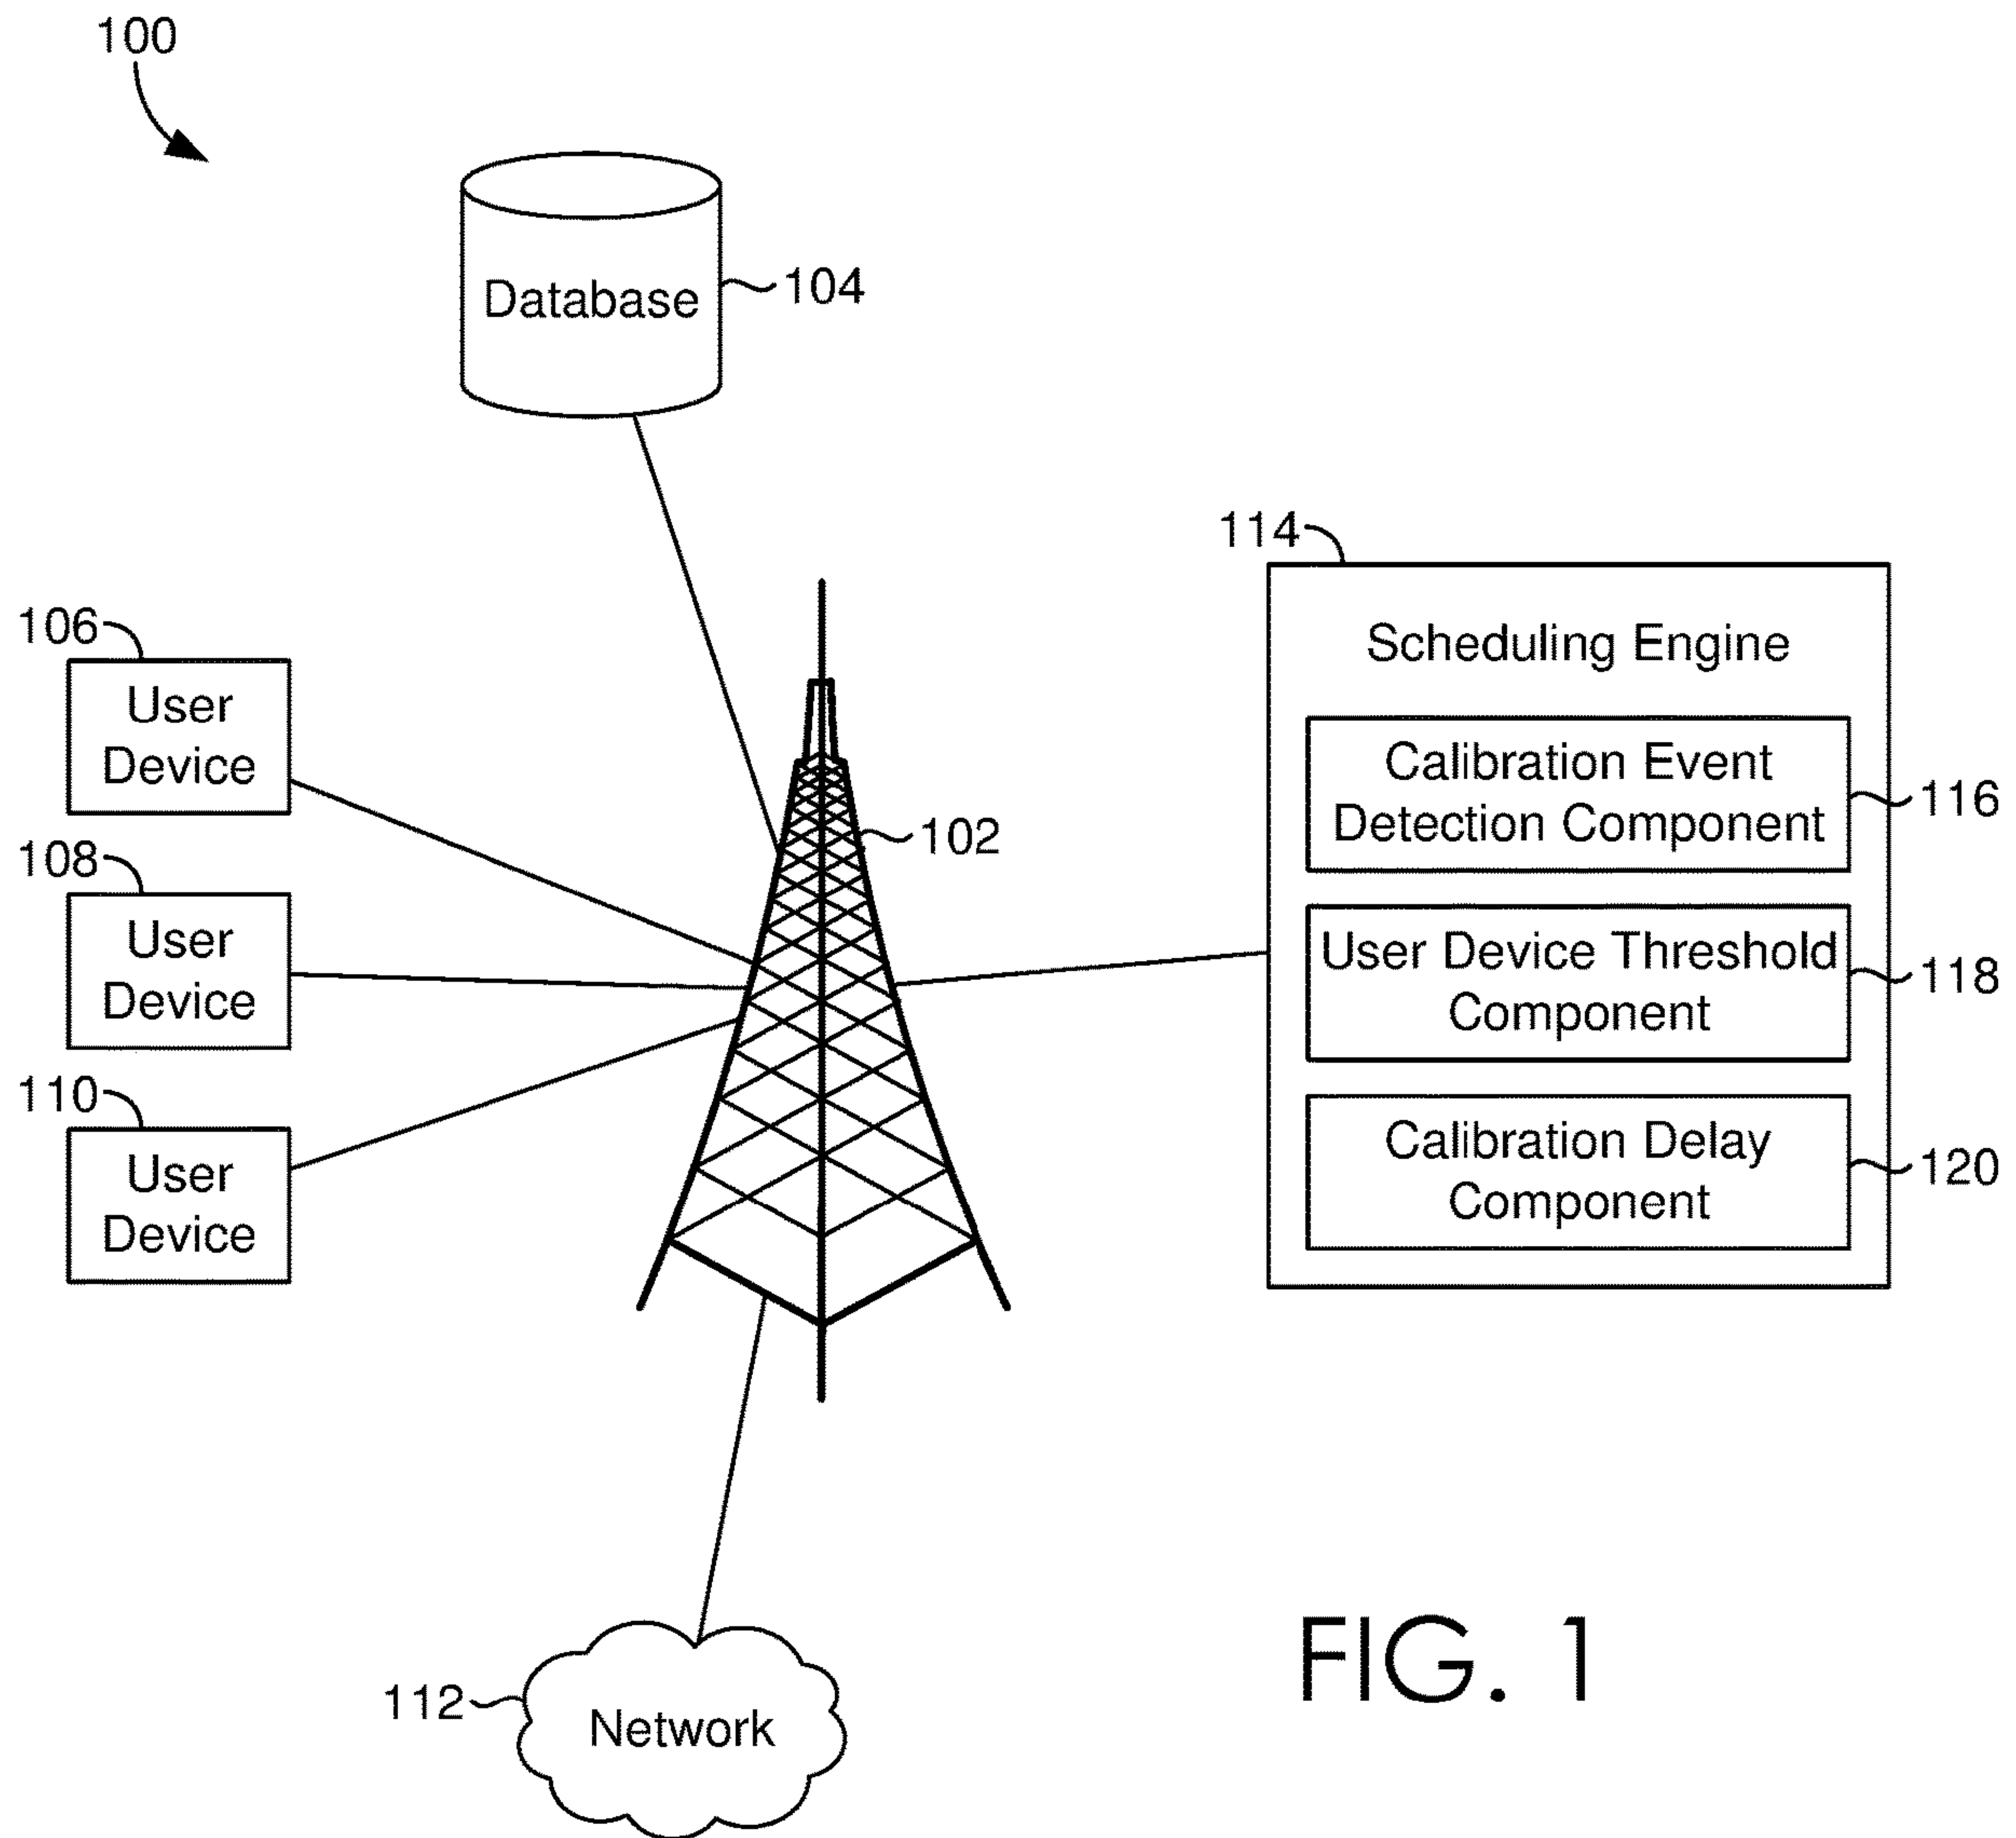 100
Database
104
114
Scheduling Engine
106
User
Device
Calibration Event
Detection Component
116
102
108
User
Device
User Device Threshold
Component
118
110
User
Device
Calibration Delay
Component
120
112
Network
FIG. 1